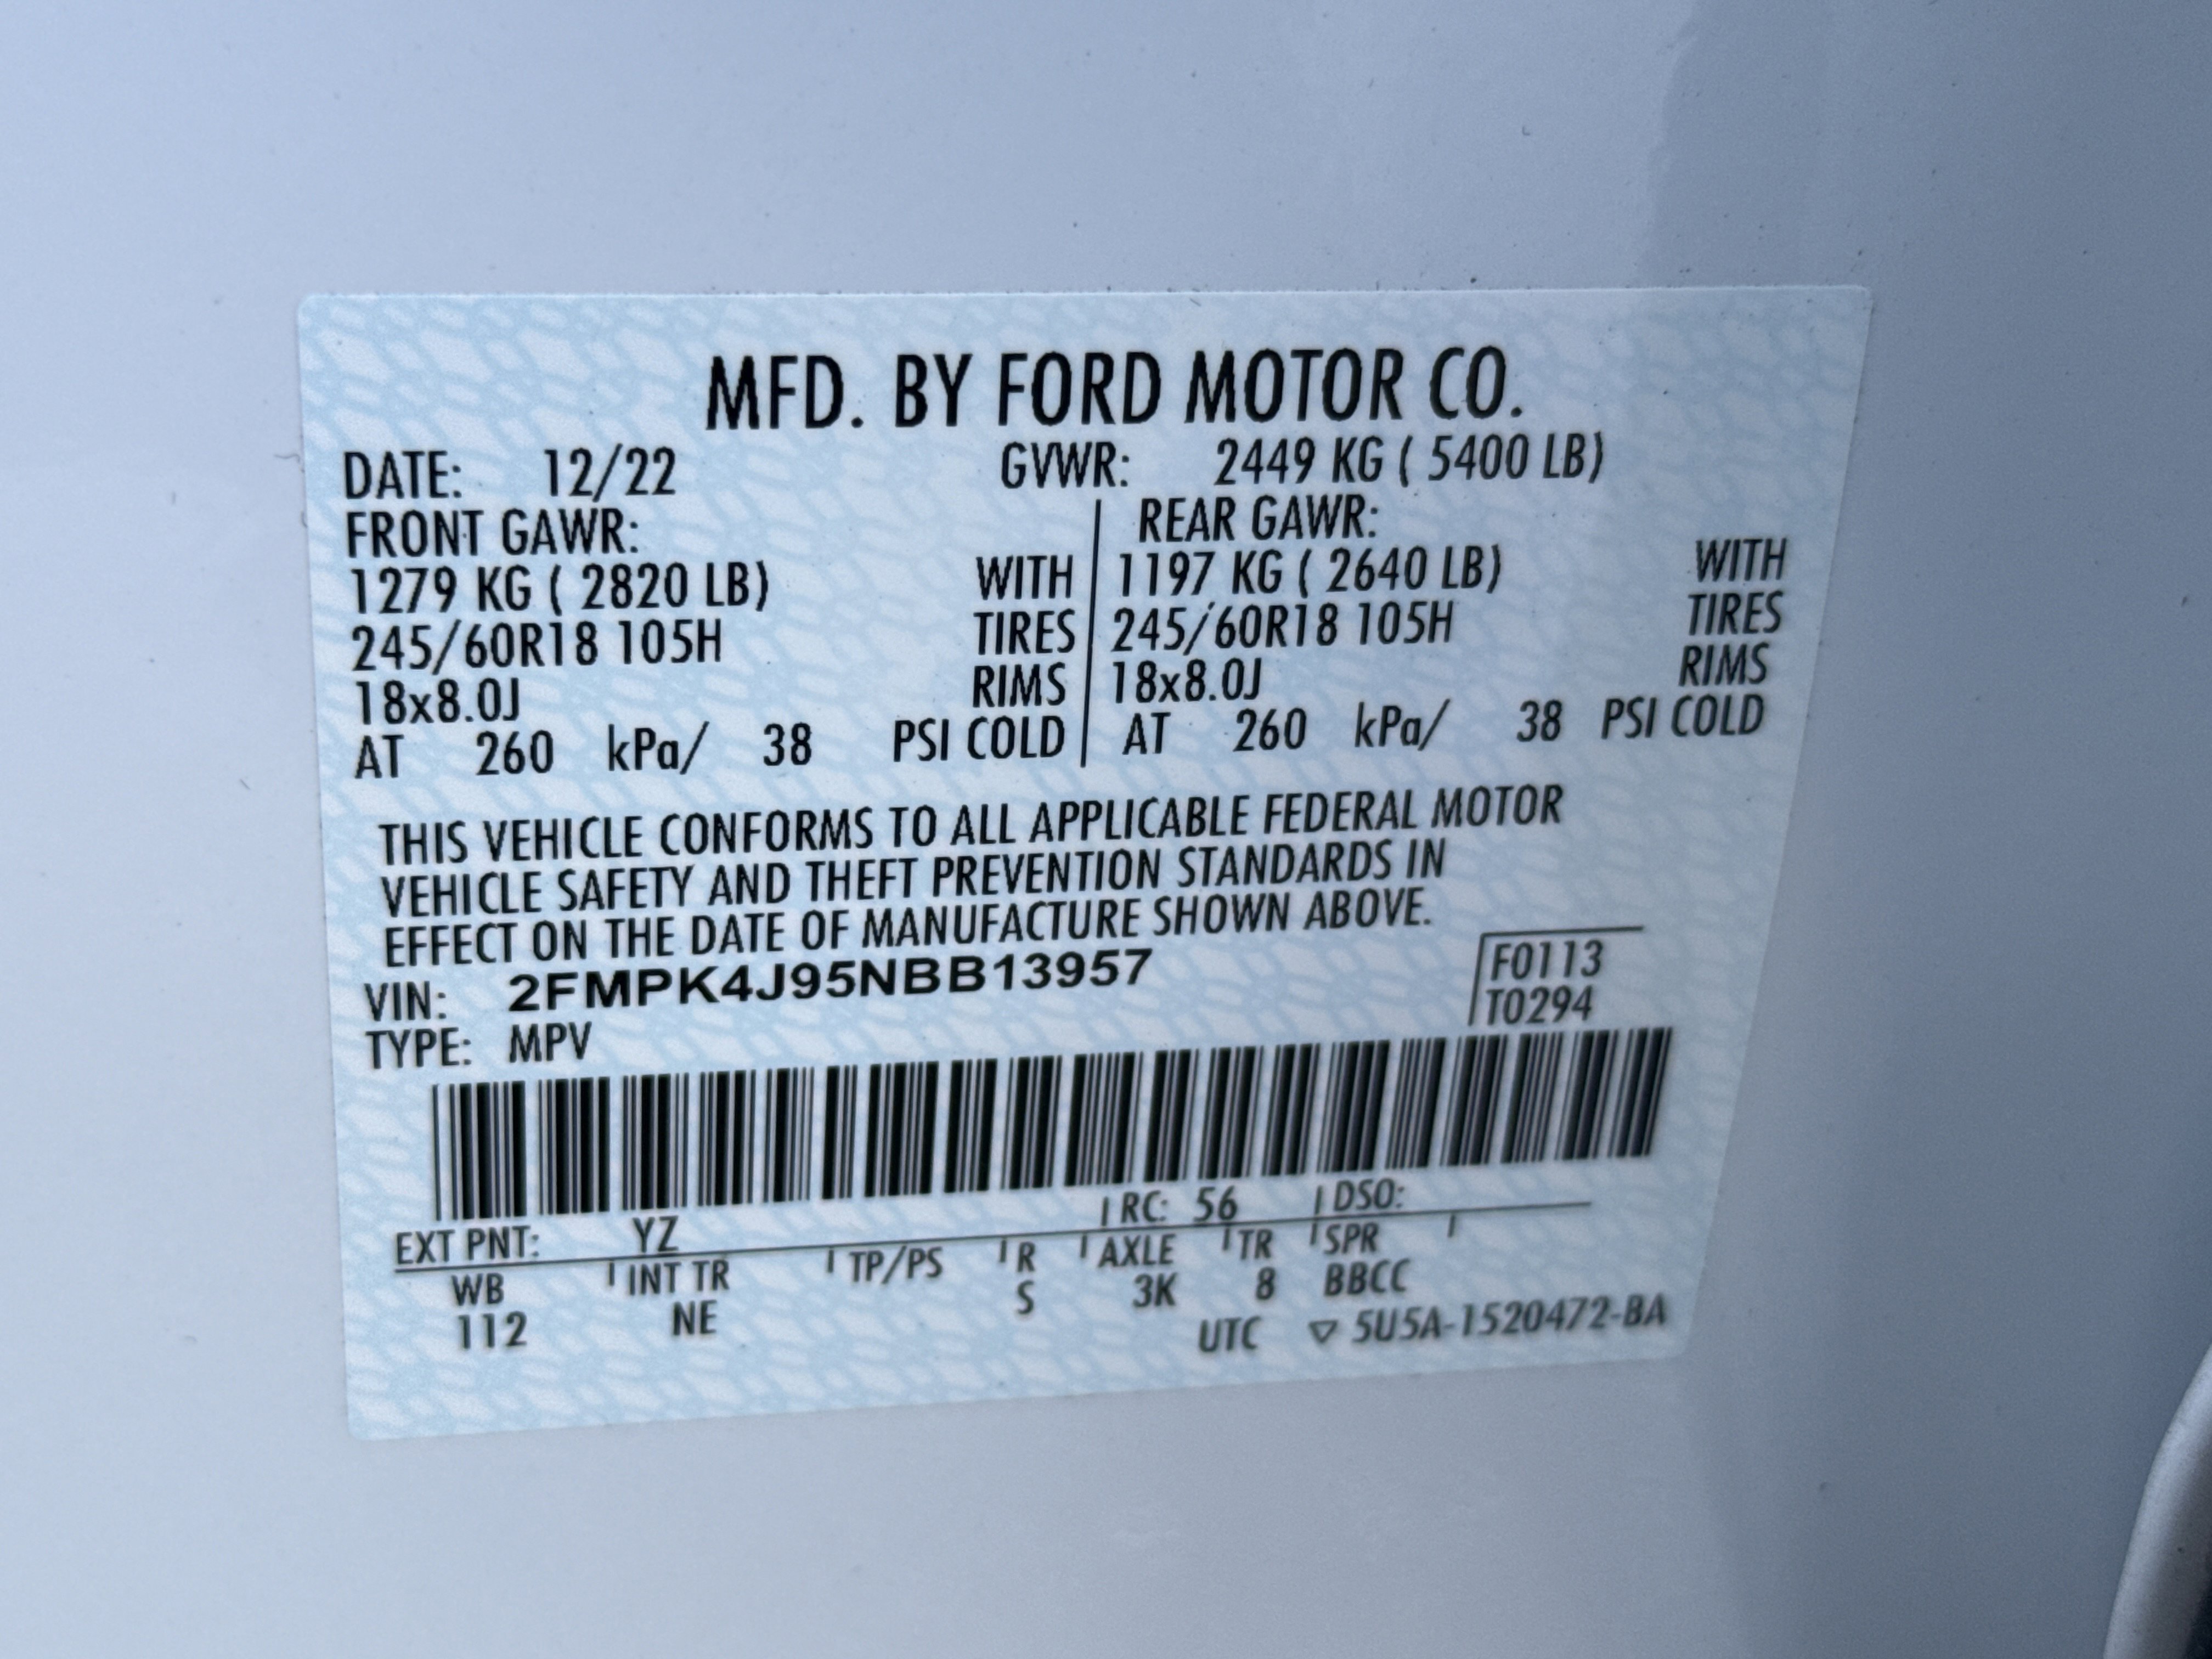 MFD. BY FORD MOTOR CO.
DATE: 12/22 GVWR: 2449 KG ( 5400 LB)
FRONT GAWR: REAR GAWR:
1279 KG ( 2820 LB) WITH 1197 KG ( 2640 LB) WITH
245/60R18 105H TIRES 245/60R18 105H TIRES
18x8.0J RIMS 18x8.0J RIMS
AT 260 kPa/ 38 PSI COLD AT 260 kPa/ 38 PSI COLD
THIS VEHICLE CONFORMS TO ALL APPLICABLE FEDERAL MOTOR
VEHICLE SAFETY AND THEFT PREVENTION STANDARDS IN
EFFECT ON THE DATE OF MANUFACTURE SHOWN ABOVE.
VIN: 2FMPK4J95NBB13957 F0113
TYPE: MPV T0294
EXT PNT: YZ RC: 56 DSO:
WB INT TR TP/PS R AXLE TR SPR
112 NE S 3K 8 BBCC
UTC ▽ 5U5A-1520472-BA